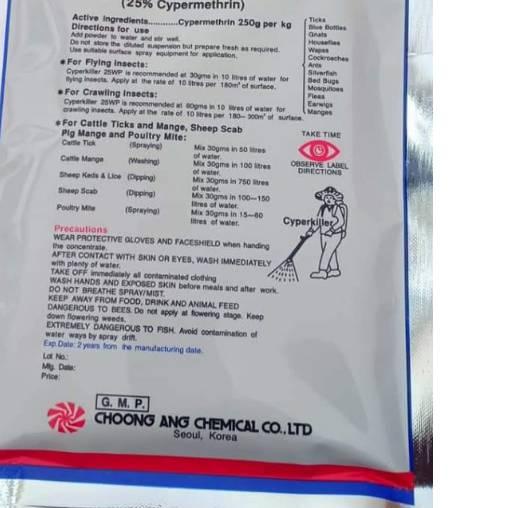 (25% Cypermethrin)
Active ingredients............Cypermethrin 250g per kg
Directions for use
Add powder to water and stir well.
Do not store the diluted suspension but prepare fresh as required.
Use suitable surface spray equipment for application.
*For Flying Insects:
Cyperkiller 25WP is recommended at 30gms in 10 litres of water for
flying insects. Apply at the rate of 10 litres per 180m² of surface.
*For Crawling Insects:
Cyperkiller 25WP is recommended at 60gms in 10 litres of water for
crawling insects. Apply at the rate of 10 litres per 180—300m² of surface.
Ticks
Blue Bottles
Gnats
Houseflies
Wapes
Cockroaches
Ants
Silverfish
Bed Bugs
Mosquitoes
Fleas
Earwigs
Manges
*For Cattle Ticks and Mange, Sheep Scab
Pig Mange and Poultry Mite:
Cattle Tick (Spraying) Mix 30gms in 50 litres
of water.
Cattle Mange (Washing) Mix 30gms in 100 litres
of water.
Sheep Keds & Lice (Dipping) Mix 30gms in 750 litres
of water.
Sheep Scab (Dipping) Mix 30gms in 100—150
litres of water.
Poultry Mite (Spraying) Mix 30gms in 15—60
litres of water.
TAKE TIME
OBSERVE LABEL
DIRECTIONS
Cyperkiller
Precautions
WEAR PROTECTIVE GLOVES AND FACESHIELD when handing
the concentrate.
AFTER CONTACT WITH SKIN OR EYES, WASH IMMEDIATELY
with plenty of water.
TAKE OFF immediately all contaminated clothing
WASH HANDS AND EXPOSED SKIN before meals and after work.
DO NOT BREATHE SPRAY/MIST.
KEEP AWAY FROM FOOD, DRINK AND ANIMAL FEED
DANGEROUS TO BEES. Do not apply at flowering stage. Keep
down flowering weeds.
EXTREMELY DANGEROUS TO FISH. Avoid contamination of
water ways by spray drift.
Exp.Date: 2 years from the manufacturing date.
Lot No.:
Mfg. Date:
Price:
G. M. P.
CHOONG ANG CHEMICAL CO., LTD
Seoul, Korea